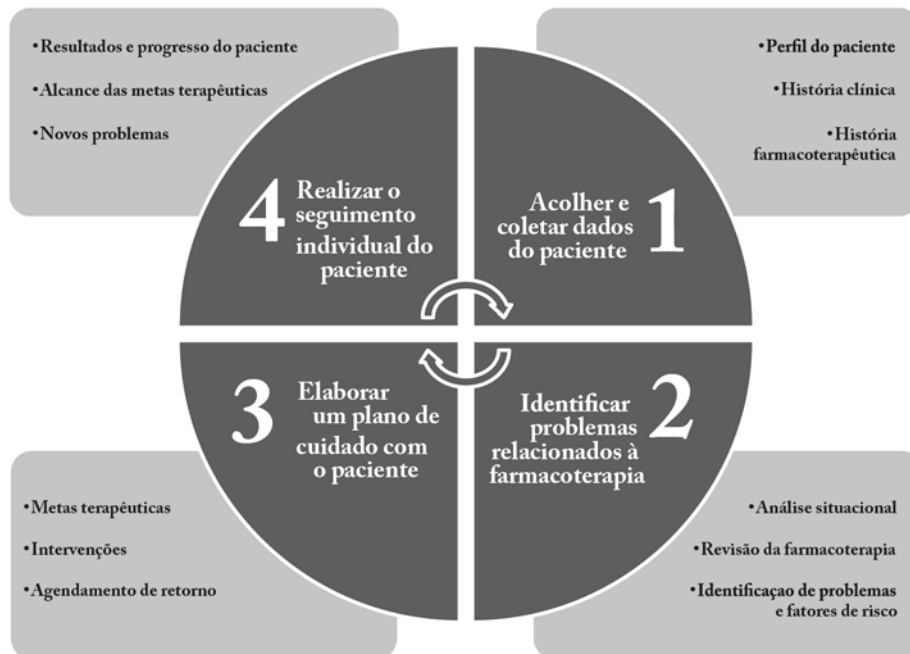 •Resultados e progresso do paciente
•Alcance das metas terapêuticas
•Novos problemas
•Perfil do paciente
•História clínica
•História
farmacoterapêutica
4
Realizar o
seguimento
individual do
paciente
1
Acolher e
coletar dados
do paciente
3
Elaborar
um plano de
cuidado com
o paciente
2
Identificar
problemas
relacionados à
farmacoterapia
•Metas terapêuticas
•Intervenções
•Agendamento de retorno
•Análise situacional
•Revisão da farmacoterapia
•Identificaçao de problemas
e fatores de risco